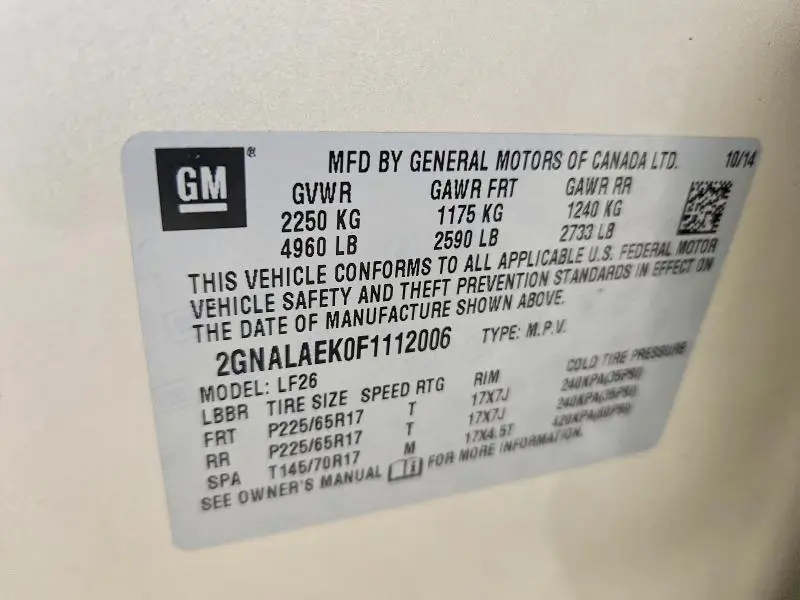 GM® MFD BY GENERAL MOTORS OF CANADA LTD. 10/14
GVWR GAWR FRT GAWR RR
2250 KG 1175 KG 1240 KG
4960 LB 2590 LB 2733 LB
THIS VEHICLE CONFORMS TO ALL APPLICABLE U.S. FEDERAL MOTOR
VEHICLE SAFETY AND THEFT PREVENTION STANDARDS IN EFFECT ON
THE DATE OF MANUFACTURE SHOWN ABOVE.
2GNALAEK0F1112006 TYPE: M.P.V.
MODEL: LF26
LBBR TIRE SIZE SPEED RTG RIM COLD TIRE PRESSURE
FRT P225/65R17 T 17X7J 240KPA(35PSI)
RR P225/65R17 T 17X7J 240KPA(35PSI)
SPA T145/70R17 M 17X4.5T 420KPA(60PSI)
SEE OWNER'S MANUAL FOR MORE INFORMATION.